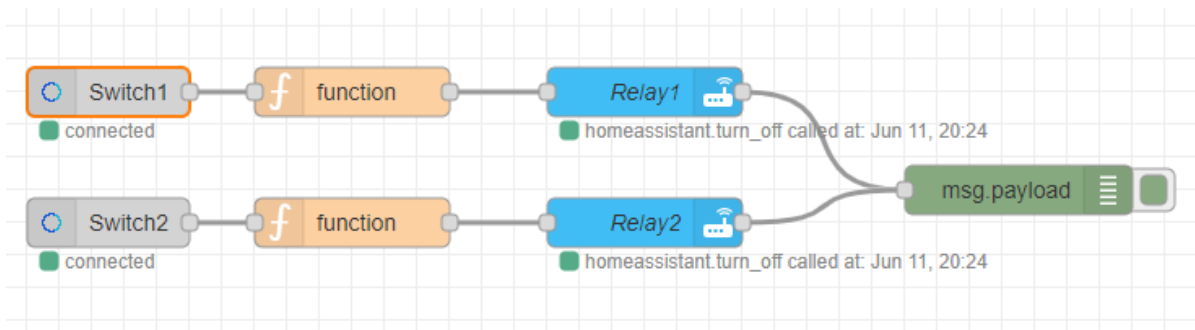 Switch1 function Relay1
connected homeassistant.turn_off called at: Jun 11, 20:24
msg.payload
Switch2 function Relay2
connected homeassistant.turn_off called at: Jun 11, 20:24